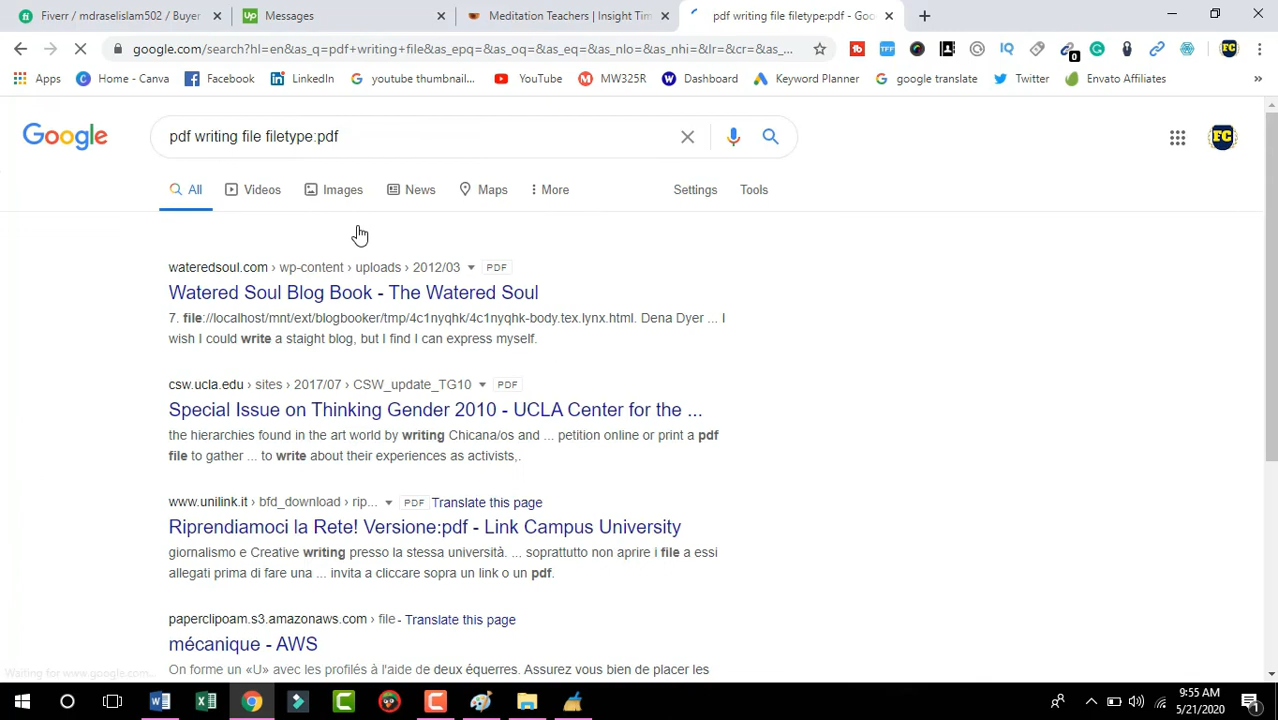 Fiverr / mdraselislam502 / Buyer
Messages
Meditation Teachers | Insight Tim
pdf writing file filetype:pdf - Goo
google.com/search?hl=en&as_q=pdf+writing+file&as_epq=&as_oq=&as_eq=&as_nlo=&as_nhi=&lr=&cr=&as_...
Apps
Home - Canva
Facebook
LinkedIn
youtube thumbnail...
YouTube
MW325R
Dashboard
Keyword Planner
google translate
Twitter
Envato Affiliates
Google
pdf writing file filetype:pdf
FC
All
Videos
Images
News
Maps
More
Settings
Tools
wateredsoul.com › wp-content › uploads › 2012/03 PDF
Watered Soul Blog Book - The Watered Soul
7. file://localhost/mnt/ext/blogbooker/tmp/4c1nyqhk/4c1nyqhk-body.tex.lynx.html. Dena Dyer ... I
wish I could write a staight blog, but I find I can express myself.
csw.ucla.edu › sites › 2017/07 › CSW_update_TG10 PDF
Special Issue on Thinking Gender 2010 - UCLA Center for the ...
the hierarchies found in the art world by writing Chicana/os and ... petition online or print a pdf
file to gather ... to write about their experiences as activists,.
www.unilink.it › bfd_download › rip... PDF Translate this page
Riprendiamoci la Rete! Versione:pdf - Link Campus University
giornalismo e Creative writing presso la stessa università. ... soprattutto non aprire i file a essi
allegati prima di fare una ... invita a cliccare sopra un link o un pdf.
paperclipoam.s3.amazonaws.com › file - Translate this page
mécanique - AWS
On forme un «U» avec les profilés à l'aide de deux équerres. Assurez vous bien de placer les
Waiting for www.google.com...
9:55 AM
5/21/2020